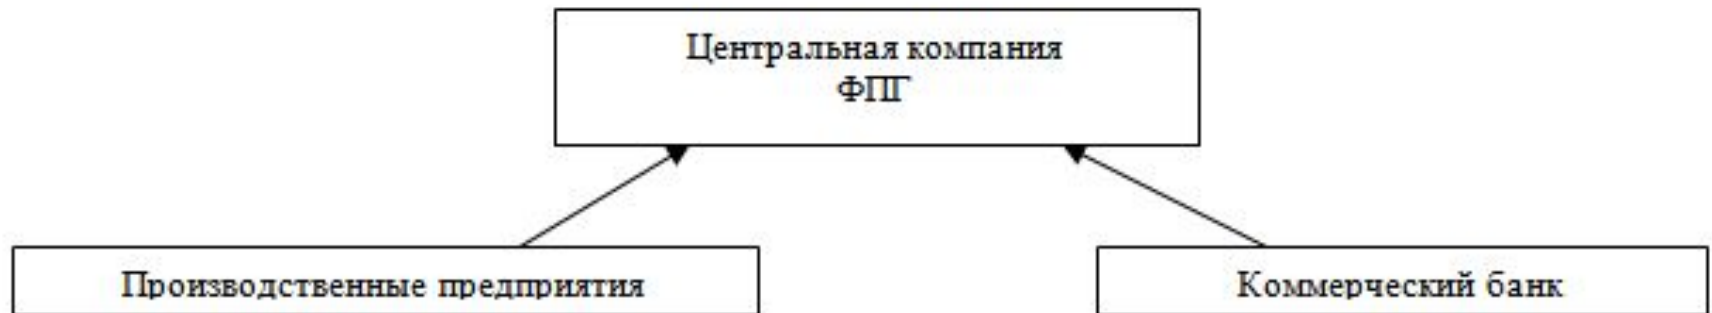 Центральная компания
ФПГ
Производственные предприятия
Коммерческий банк